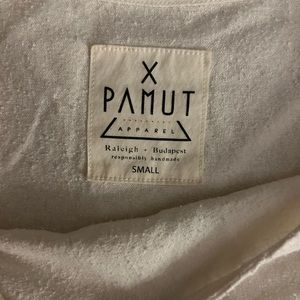 X
PAMUT
APPAREL
Raleigh + Budapest
responsibly handmade
SMALL